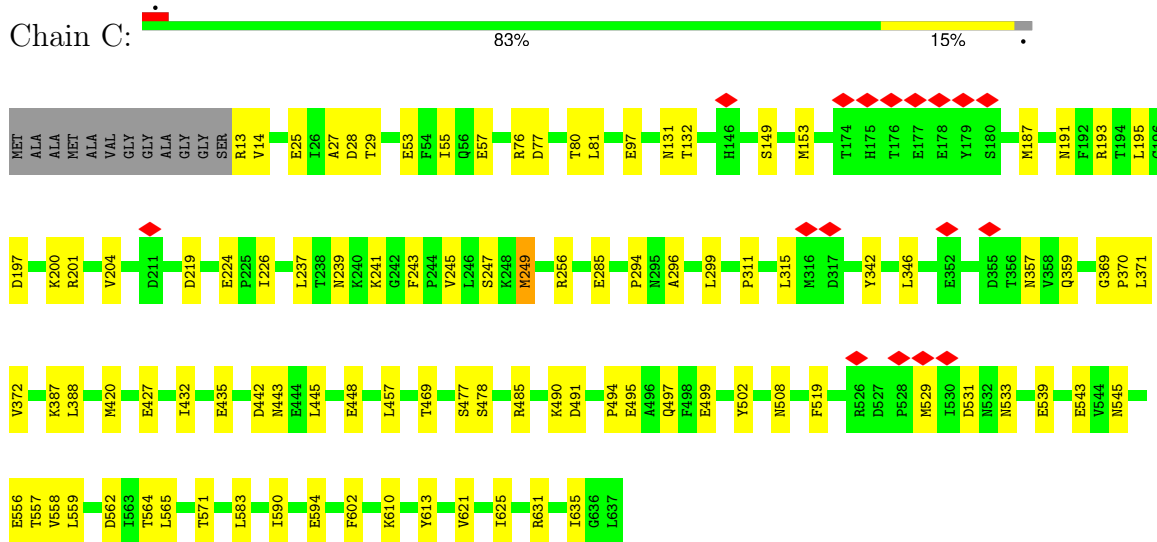 Chain C:
83% 15%
MET ALA ALA MET ALA VAL GLY GLY ALA GLY GLY SER R13 V14 E25 I26 A27 D28 T29 E53 F54 I55 Q56 E57 R76 D77 T80 L81 E97 N131 T132 H146 S149 M153 T174 H175 T176 E177 E178 Y179 S180 M187 N191 F192 R193 T194 L195
D197 K200 R201 V204 D211 D219 E224 P225 I226 L237 T238 N239 K240 K241 G242 F243 P244 V245 L246 S247 K248 M249 R256 E285 P294 N295 A296 L299 P311 L315 M316 D317 Y342 L346 E352 D355 T356 N357 V358 Q359 G369 P370 L371
V372 K387 L388 M420 E427 I432 E435 D442 N443 E444 L445 E448 L457 T469 S477 S478 R485 K490 D491 P494 E495 A496 Q497 F498 E499 Y502 N508 F519 R526 D527 P528 M529 I530 D531 N532 N533 E539 E543 V544 N545
E556 T557 V558 L559 D562 I563 T564 L565 T571 L583 I590 E594 F602 K610 Y613 V621 I625 R631 I635 G636 L637